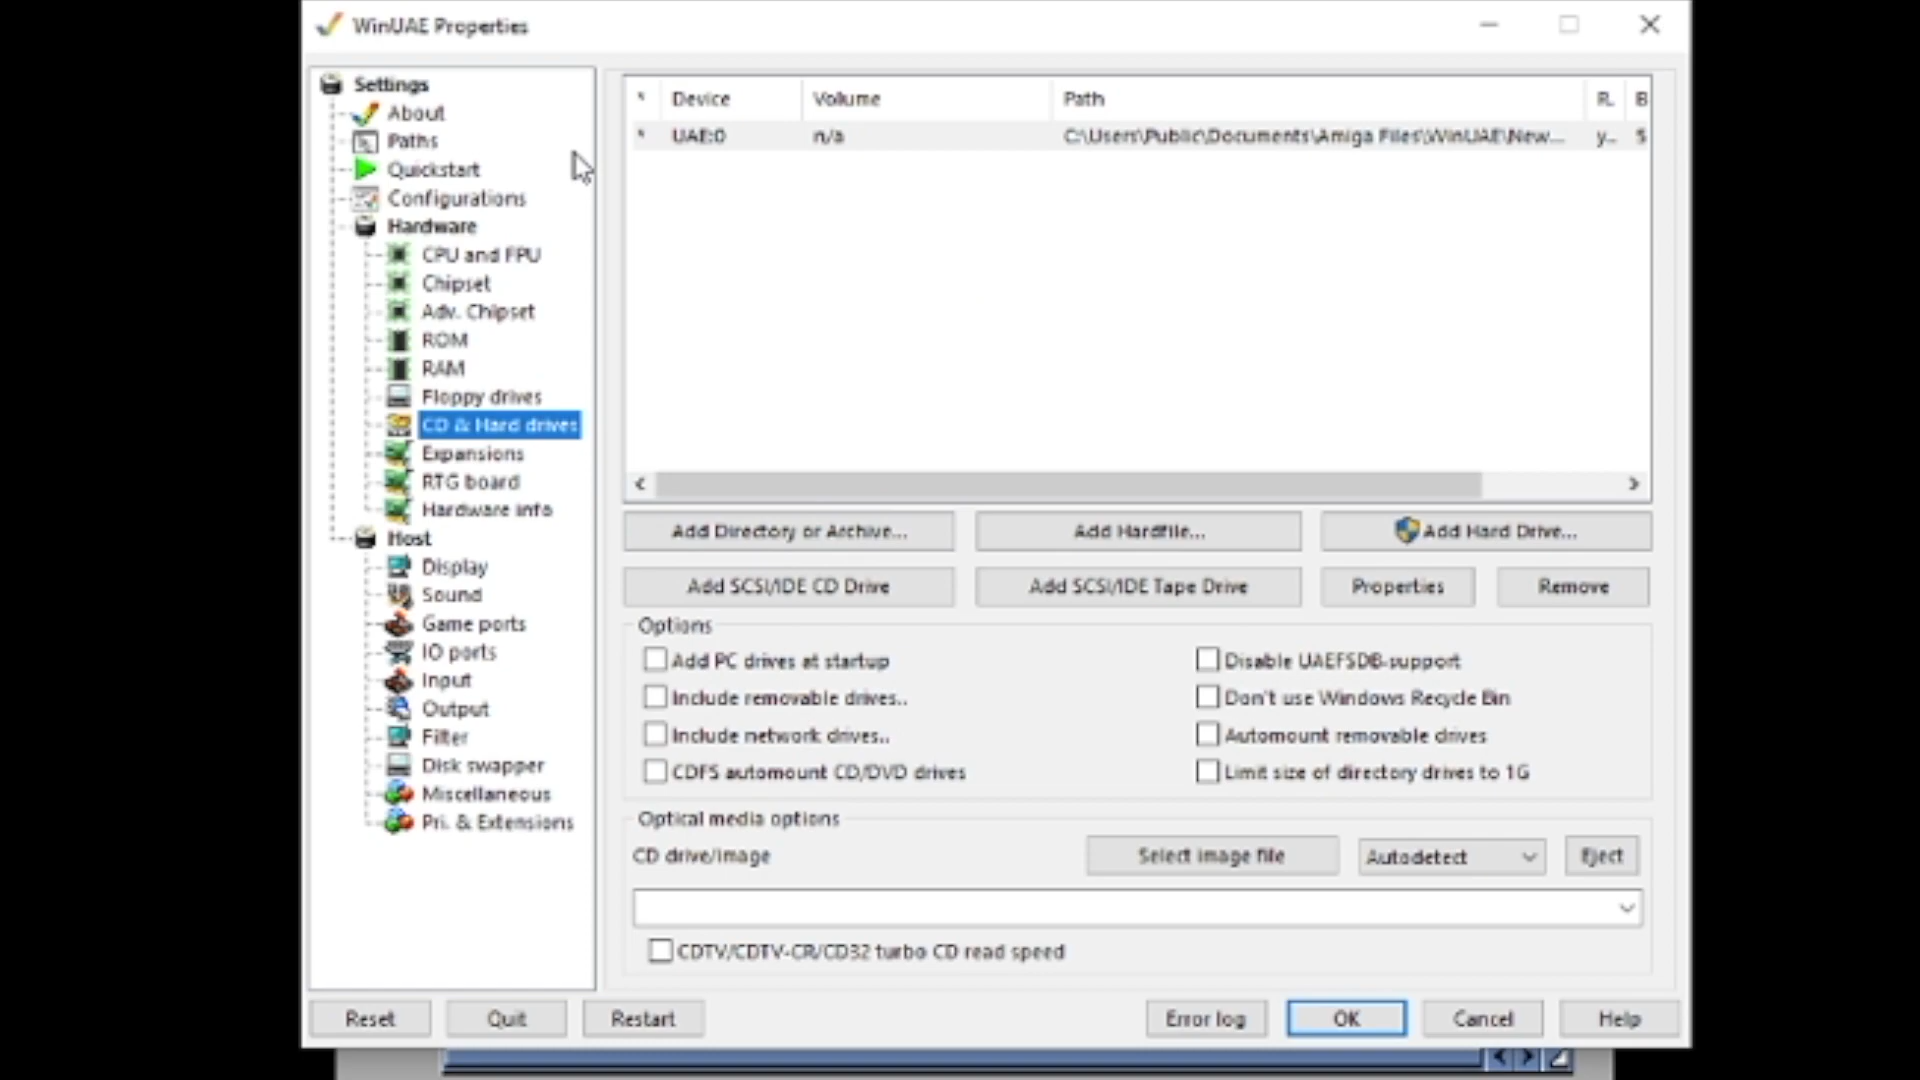 WinUAE Properties
Settings
About
Paths
Quickstart
Configurations
Hardware
CPU and FPU
Chipset
Adv. Chipset
ROM
RAM
Floppy drives
CD & Hard drives
Expansions
RTG board
Hardware info
Host
Display
Sound
Game ports
IO ports
Input
Output
Filter
Disk swapper
Miscellaneous
Pri. & Extensions
* Device Volume Path R. B
* UAE:0 n/a C:\Users\Public\Documents\Amiga Files\WinUAE\New... y... 5
Add Directory or Archive... Add Hardfile... Add Hard Drive...
Add SCSI/IDE CD Drive Add SCSI/IDE Tape Drive Properties Remove
Options
Add PC drives at startup Disable UAEFSDB-support
Include removable drives.. Don't use Windows Recycle Bin
Include network drives.. Automount removable drives
CDFS automount CD/DVD drives Limit size of directory drives to 1G
Optical media options
CD drive/image Select image file Autodetect Eject
CDTV/CDTV-CR/CD32 turbo CD read speed
Reset Quit Restart Error log OK Cancel Help